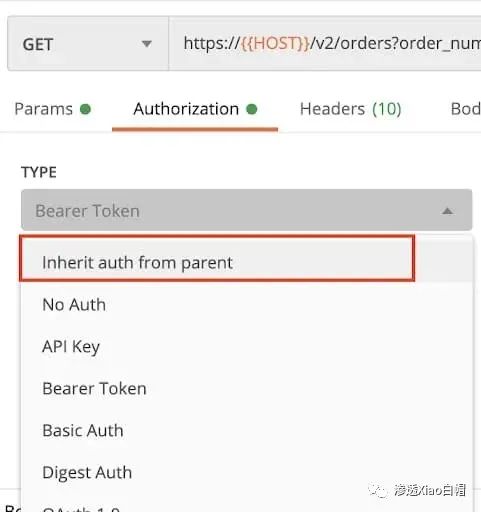 GET https://{{HOST}}/v2/orders?order_num
Params Authorization Headers (10) Bod
TYPE
Bearer Token
Inherit auth from parent
No Auth
API Key
Bearer Token
Basic Auth
Digest Auth
渗透Xiao白帽